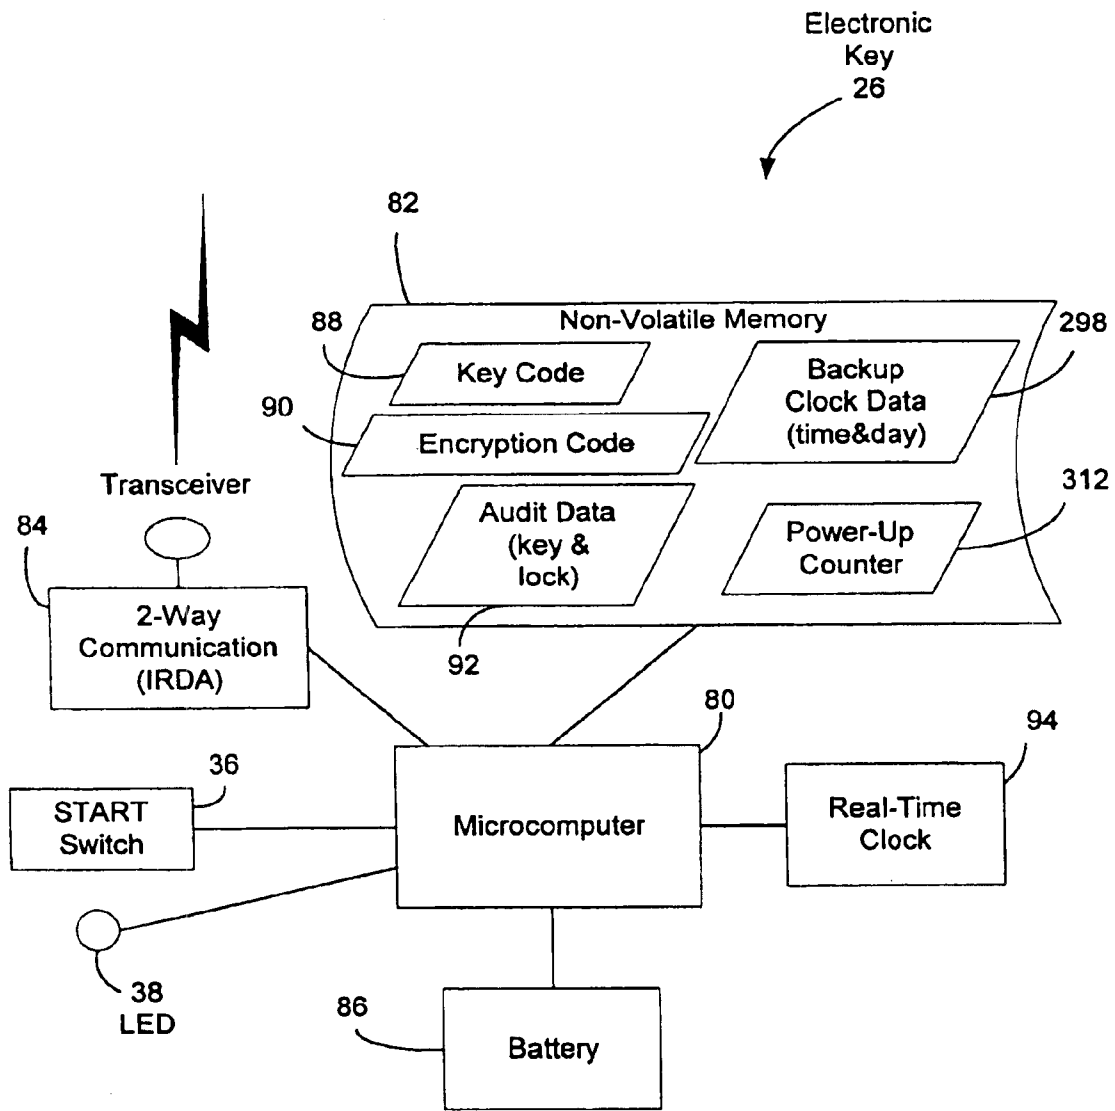 Electronic
Key
26
82
Non-Volatile Memory
88
Key Code
298
Backup
Clock Data
(time&day)
90
Encryption Code
Transceiver
312
Audit Data
(key &
lock)
Power-Up
Counter
84
2-Way
Communication
(IRDA)
92
80
94
36
START
Switch
Microcomputer
Real-Time
Clock
38
LED
86
Battery